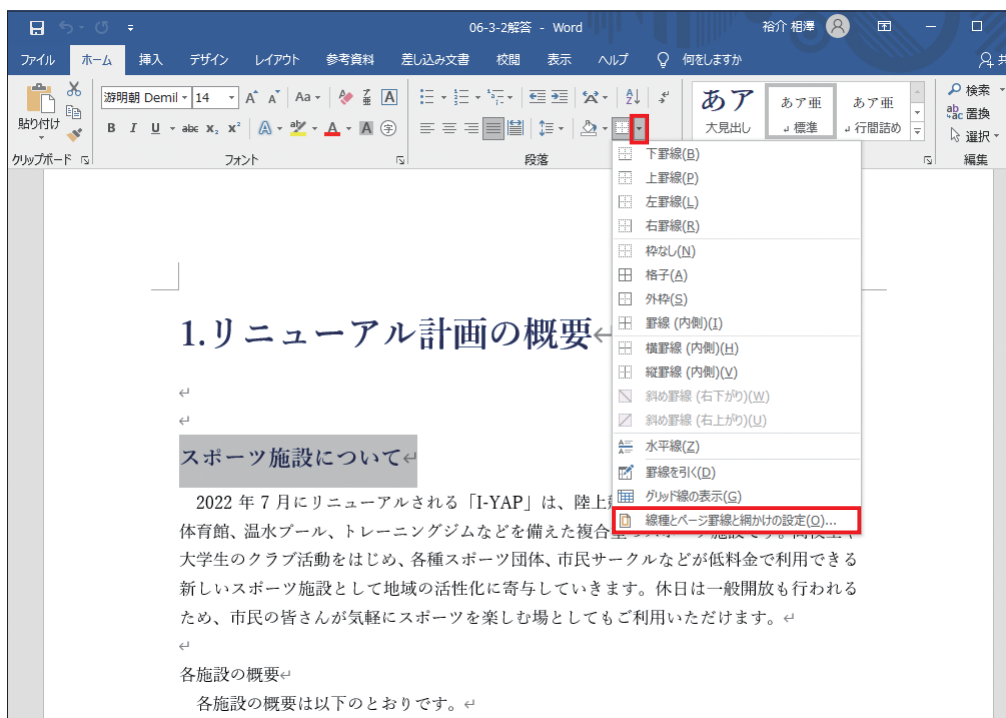 06-3-2解答 - Word
裕介 相澤
ファイル ホーム 挿入 デザイン レイアウト 参考資料 差し込み文書 校閲 表示 ヘルプ 何をしますか
貼り付け
游明朝 Demil 14
Aa
B I U abc x₂ x²
あア 大見出し
あア亜 標準
あア亜 行間詰め
検索
置換
選択
クリップボード フォント 段落 編集
下罫線(B)
上罫線(P)
左罫線(L)
右罫線(R)
枠なし(N)
格子(A)
外枠(S)
罫線 (内側)(I)
横罫線 (内側)(H)
縦罫線 (内側)(V)
斜め罫線 (右下がり)(W)
斜め罫線 (右上がり)(U)
水平線(Z)
罫線を引く(D)
グリッド線の表示(G)
線種とページ罫線と網かけの設定(O)...
1.リニューアル計画の概要
スポーツ施設について
2022 年 7 月にリニューアルされる「I-YAP」は、陸上
体育館、温水プール、トレーニングジムなどを備えた複合
大学生のクラブ活動をはじめ、各種スポーツ団体、市民サークルなどが低料金で利用できる
新しいスポーツ施設として地域の活性化に寄与していきます。休日は一般開放も行われる
ため、市民の皆さんが気軽にスポーツを楽しむ場としてもご利用いただけます。
各施設の概要
各施設の概要は以下のとおりです。